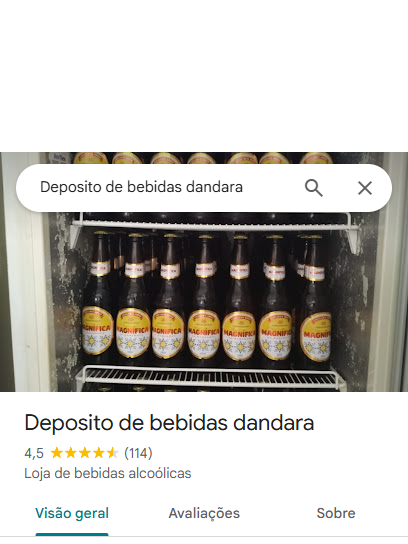 Deposito de bebidas dandara
MAGNÍFICA MAGNÍFICA MAGNÍFICA MAGNÍFICA MAGNÍFICA MAGNÍFICA MAGNÍFICA
Deposito de bebidas dandara
4,5 (114)
Loja de bebidas alcoólicas
Visão geral Avaliações Sobre